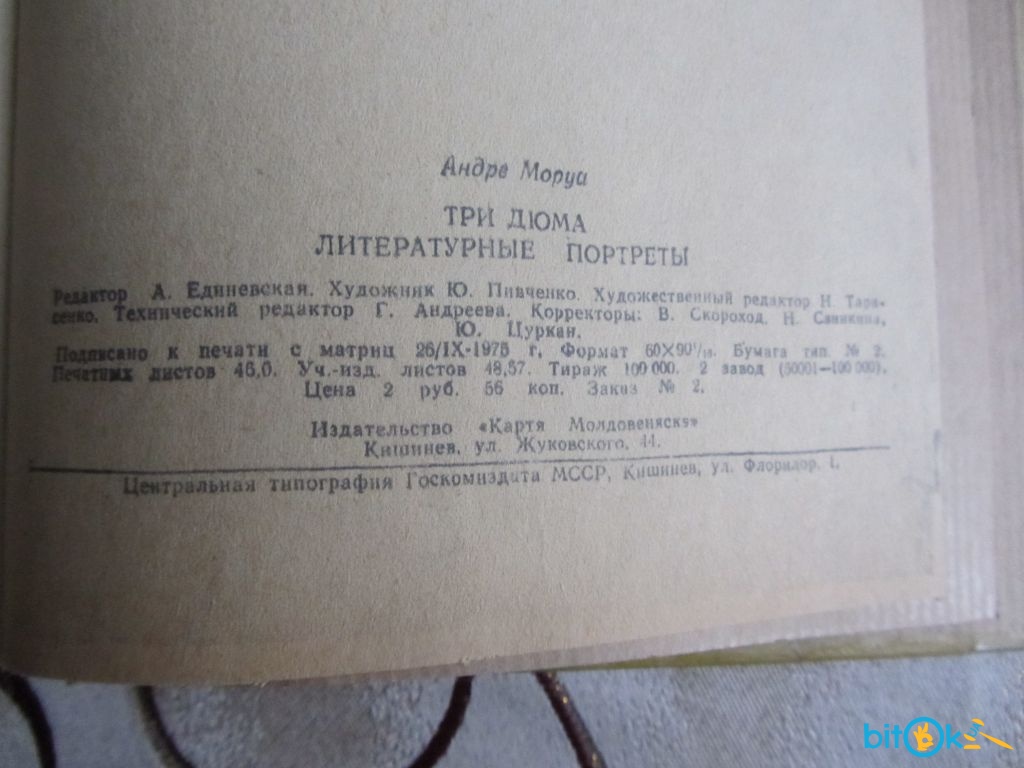 Андре Моруа
ТРИ ДЮМА
ЛИТЕРАТУРНЫЕ ПОРТРЕТЫ
Редактор А. Единевская. Художник Ю. Пивченко. Художественный редактор Н. Тара-
сенко. Технический редактор Г. Андреева. Корректоры: В. Скороход, Н. Саникина,
Ю. Цуркан.
Подписано к печати с матриц 26/IX-1975 г. Формат 60×90¹/₁₆. Бумага тип. № 2.
Печатных листов 46,0. Уч.-изд. листов 48,57. Тираж 100 000. 2 завод (50001—100 000).
Цена 2 руб. 56 коп. Заказ № 2.
Издательство «Картя Молдовеняскэ»
Кишинев, ул. Жуковского, 44.
Центральная типография Госкомиздата МССР, Кишинев, ул. Флорилор, 1.
bitOk